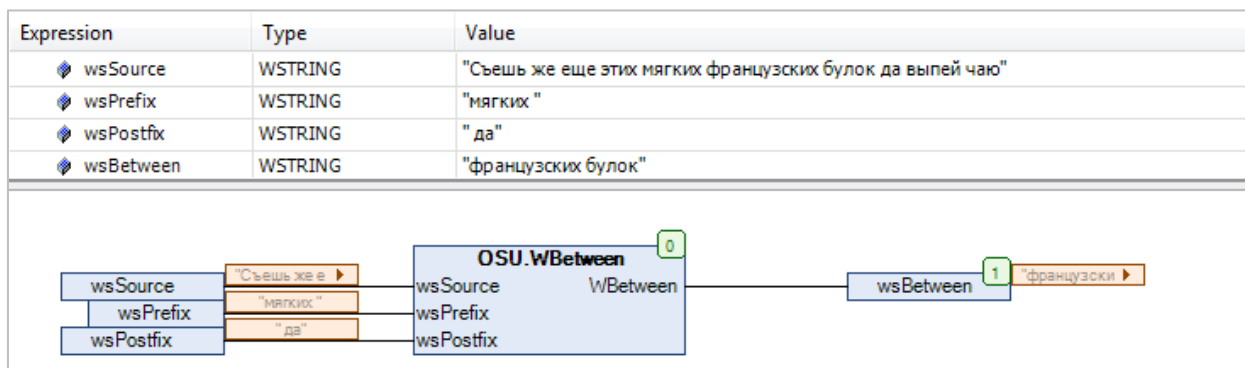 Expression Type Value
wsSource WSTRING "Съешь же еще этих мягких французских булок да выпей чаю"
wsPrefix WSTRING "мягких "
wsPostfix WSTRING " да"
wsBetween WSTRING "французских булок"
OSU.WBetween 0
wsSource "Съешь же е wsSource WBetween wsBetween 1 "французски
wsPrefix "мягких " wsPrefix
wsPostfix " да" wsPostfix